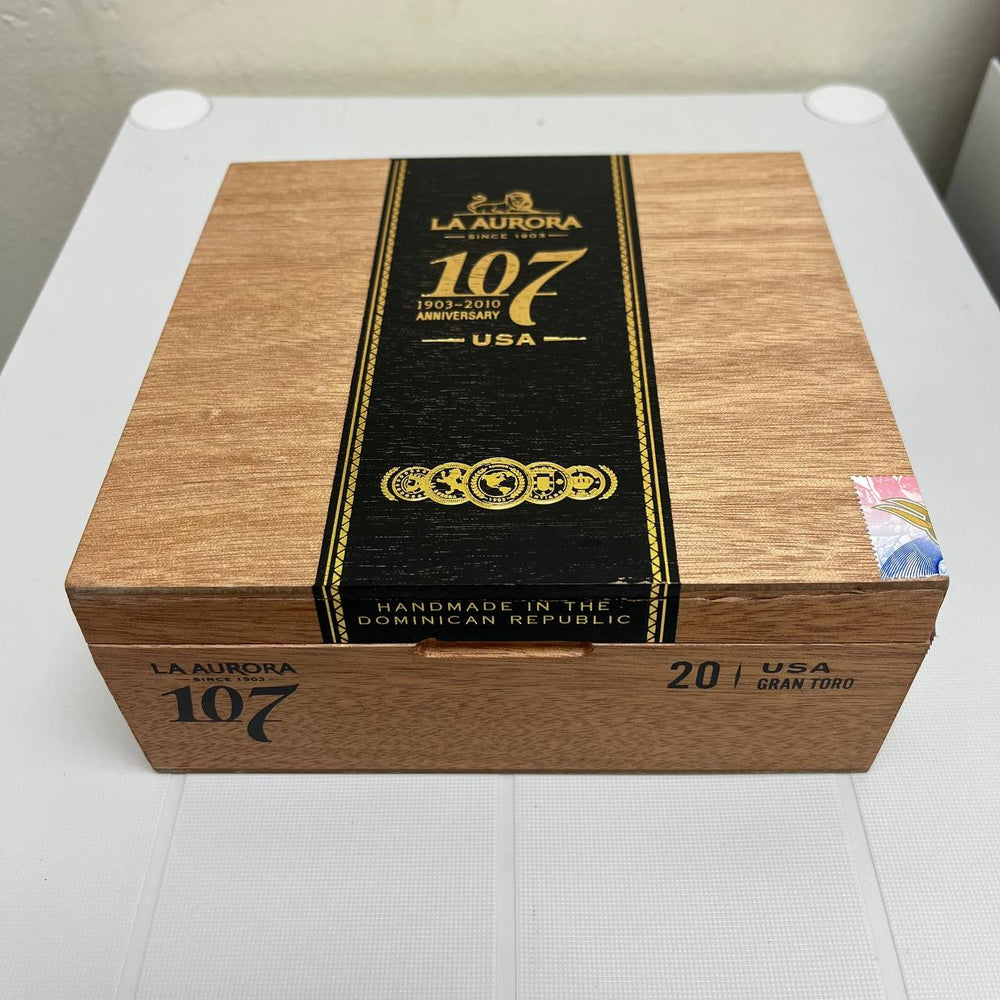 LA AURORA
SINCE 1903
107
1903~2010
ANNIVERSARY
USA
1903
HANDMADE IN THE
DOMINICAN REPUBLIC
LA AURORA
SINCE 1903
107
20 | USA
GRAN TORO